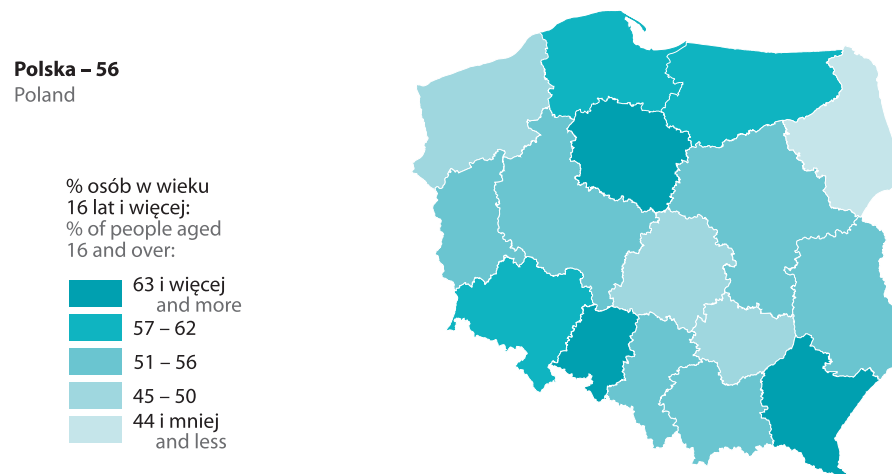 Polska – 56
Poland
% osób w wieku
16 lat i więcej:
% of people aged
16 and over:
63 i więcej
and more
57 – 62
51 – 56
45 – 50
44 i mniej
and less